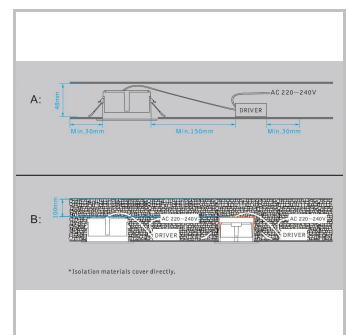 A:
48mm
AC 220~240V
DRIVER
Min.30mm
Min.150mm
Min.30mm
B:
100mm
AC 220~240V
AC 220~240V
DRIVER
DRIVER
*Isolation materials cover directly.